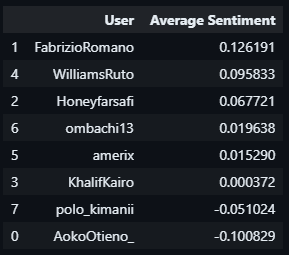 User Average Sentiment
1 FabrizioRomano 0.126191
4 WilliamsRuto 0.095833
2 Honeyfarsafi 0.067721
6 ombachi13 0.019638
5 amerix 0.015290
3 KhalifKairo 0.000372
7 polo_kimanii -0.051024
0 AokoOtieno_ -0.100829